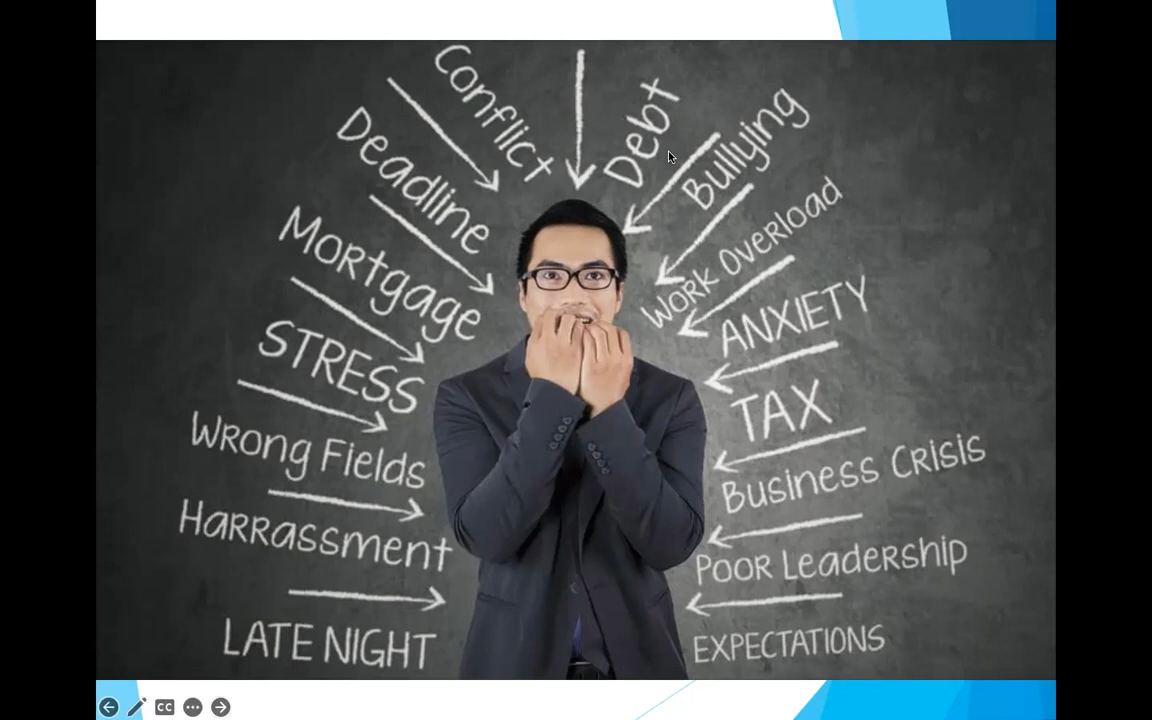 Conflict
Debt
Deadline
Bullying
Mortgage
WORK OVERLOAD
STRESS
ANXIETY
Wrong Fields
TAX
Harrassment
Business CRISIS
LATE NIGHT
POOR LeadeRship
EXPECTATIONS
CC